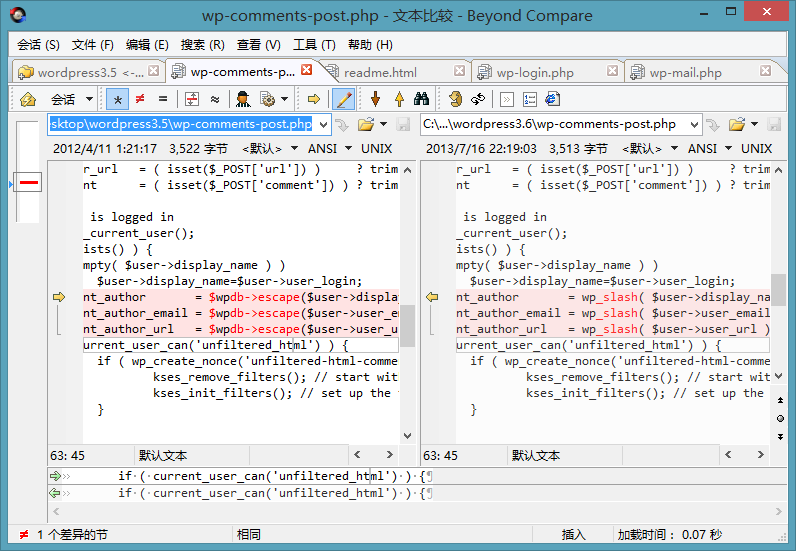 wp-comments-post.php - 文本比较 - Beyond Compare
会话 (S) 文件 (F) 编辑 (E) 搜索 (R) 查看 (V) 工具 (T) 帮助 (H)
wordpress3.5 <-... wp-comments-p... readme.html wp-login.php wp-mail.php
会话
sktop\wordpress3.5\wp-comments-post.php C:\...\wordpress3.6\wp-comments-post.php
2012/4/11 1:21:17 3,522 字节 <默认> ANSI UNIX 2013/7/16 22:19:03 3,513 字节 <默认> ANSI UNIX
r_url = ( isset($_POST['url']) ) ? trim
nt = ( isset($_POST['comment']) ) ? trim
is logged in
_current_user();
ists() ) {
mpty( $user->display_name ) )
$user->display_name=$user->user_login;
nt_author = $wpdb->escape($user->display
nt_author_email = $wpdb->escape($user->user_em
nt_author_url = $wpdb->escape($user->user_u
urrent_user_can('unfiltered_html') ) {
if ( wp_create_nonce('unfiltered-html-comme
kses_remove_filters(); // start wit
kses_init_filters(); // set up the
}
r_url = ( isset($_POST['url']) ) ? trim
nt = ( isset($_POST['comment']) ) ? trim
is logged in
_current_user();
ists() ) {
mpty( $user->display_name ) )
$user->display_name=$user->user_login;
nt_author = wp_slash( $user->display_na
nt_author_email = wp_slash( $user->user_email
nt_author_url = wp_slash( $user->user_url )
urrent_user_can('unfiltered_html') ) {
if ( wp_create_nonce('unfiltered-html-comme
kses_remove_filters(); // start wit
kses_init_filters(); // set up the
}
63: 45 默认文本 63: 45 默认文本
if·(·current_user_can('unfiltered_html')·)·{¶
if·(·current_user_can('unfiltered_html')·)·{¶
1 个差异的节 相同 插入 加载时间： 0.07 秒